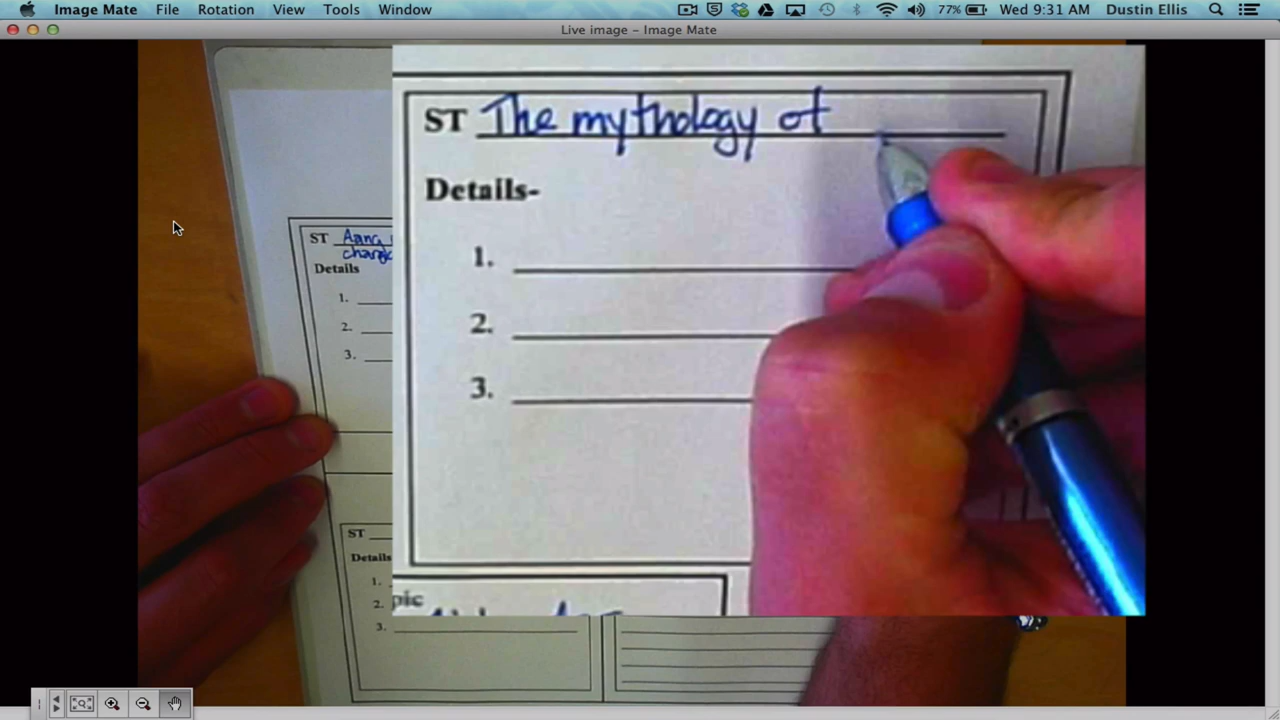 Image Mate File Rotation View Tools Window 77% Wed 9:31 AM Dustin Ellis
Live image – Image Mate
ST The mythology of
Details-
1.
2.
3.
ST Aang
Details
1.
2.
3.
pic
ST
Details
1.
2.
3.